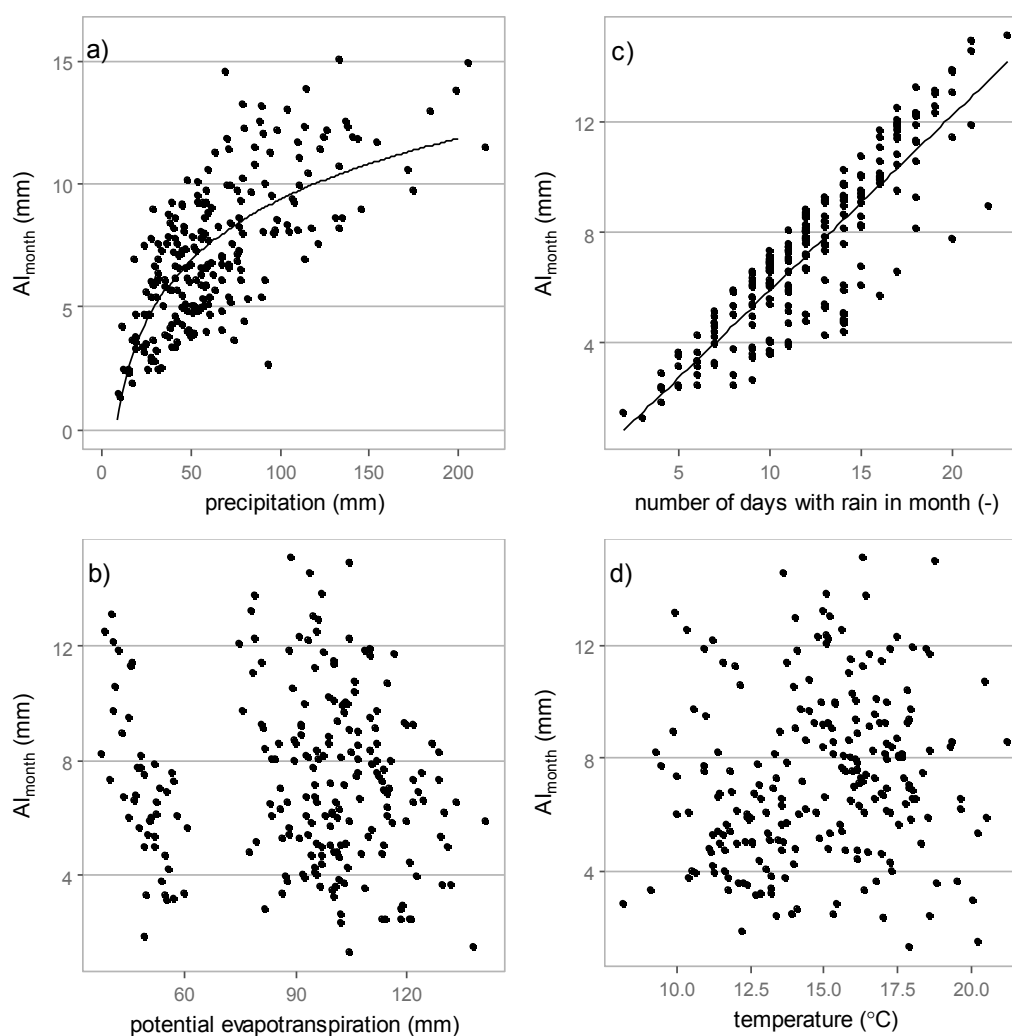 a)
15
10
5
0
AImonth (mm)
0 50 100 150 200
precipitation (mm)
c)
12
8
4
AImonth (mm)
5 10 15 20
number of days with rain in month (-)
b)
12
8
4
AImonth (mm)
60 90 120
potential evapotranspiration (mm)
d)
12
8
4
AImonth (mm)
10.0 12.5 15.0 17.5 20.0
temperature (°C)